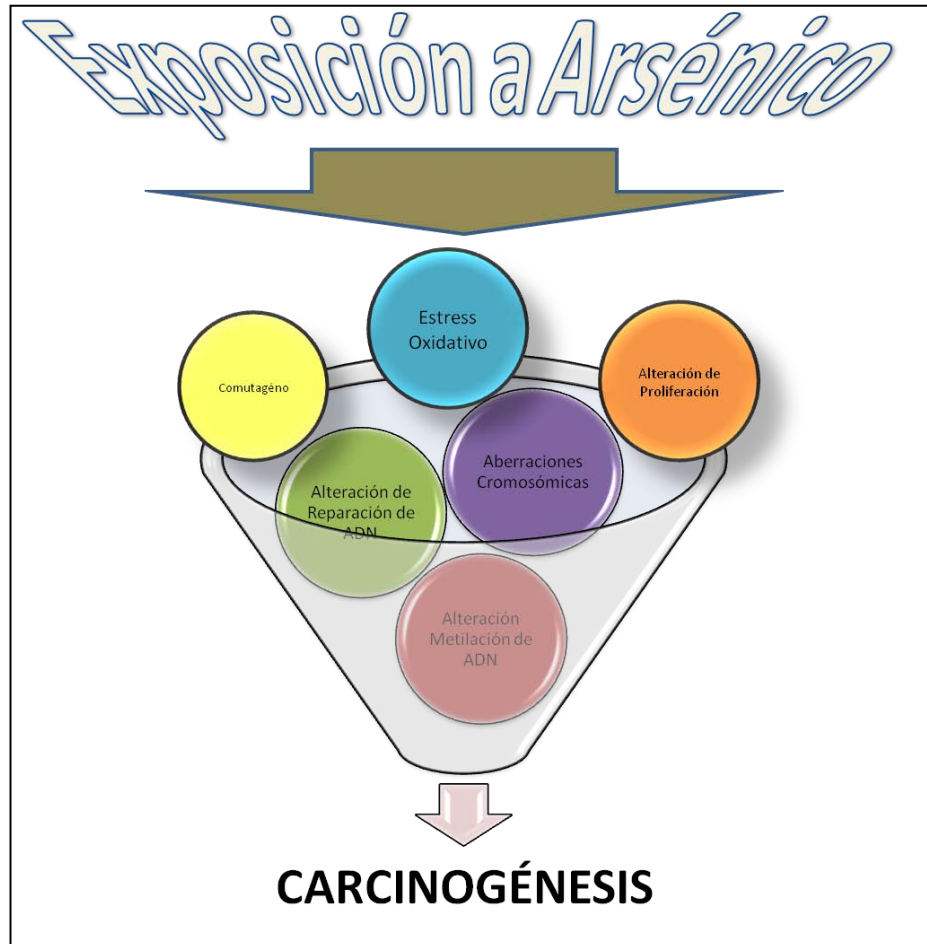 Exposición a Arsénico
Estress
Oxidativo
Comutagéno
Alteración de
Proliferación
Aberraciones
Cromosómicas
Alteración de
Reparación de
ADN
Alteración
Metilación de
ADN
CARCINOGÉNESIS